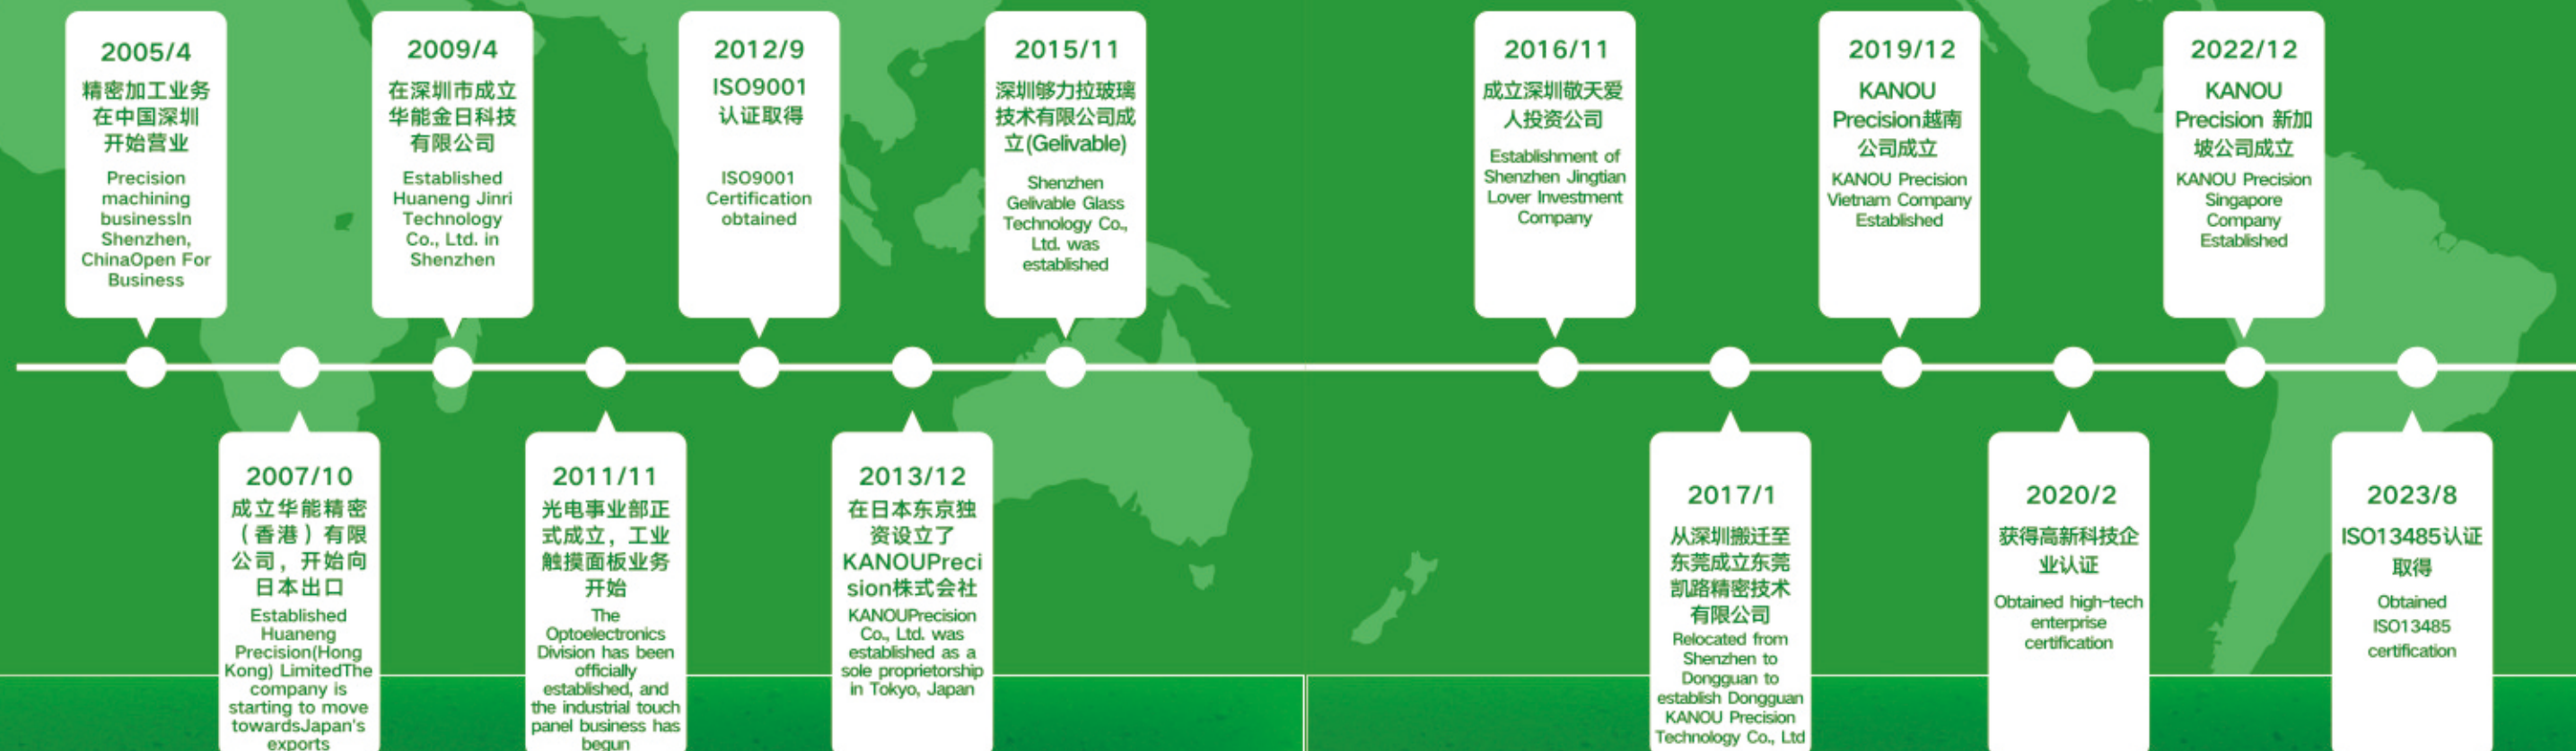 2005/4
精密加工业务
在中国深圳
开始营业
Precision
machining
businessIn
Shenzhen,
ChinaOpen For
Business
2007/10
成立华能精密
（香港）有限
公司，开始向
日本出口
Established
Huaneng
Precision(Hong
Kong) LimitedThe
company is
starting to move
towardsJapan's
exports
2009/4
在深圳市成立
华能金日科技
有限公司
Established
Huaneng Jinri
Technology
Co., Ltd. in
Shenzhen
2011/11
光电事业部正
式成立，工业
触摸面板业务
开始
The
Optoelectronics
Division has been
officially
established, and
the industrial touch
panel business has
begun
2012/9
ISO9001
认证取得
ISO9001
Certification
obtained
2013/12
在日本东京独
资设立了
KANOUPreci
sion株式会社
KANOUPrecision
Co., Ltd. was
established as a
sole proprietorship
in Tokyo, Japan
2015/11
深圳够力拉玻璃
技术有限公司成
立(Gelivable)
Shenzhen
Gelivable Glass
Technology Co.,
Ltd. was
established
2016/11
成立深圳敬天爱
人投资公司
Establishment of
Shenzhen Jingtian
Lover Investment
Company
2017/1
从深圳搬迁至
东莞成立东莞
凯路精密技术
有限公司
Relocated from
Shenzhen to
Dongguan to
establish Dongguan
KANOU Precision
Technology Co., Ltd
2019/12
KANOU
Precision越南
公司成立
KANOU Precision
Vietnam Company
Established
2020/2
获得高新科技企
业认证
Obtained high-tech
enterprise
certification
2022/12
KANOU
Precision 新加
坡公司成立
KANOU Precision
Singapore
Company
Established
2023/8
ISO13485认证
取得
Obtained
ISO13485
certification